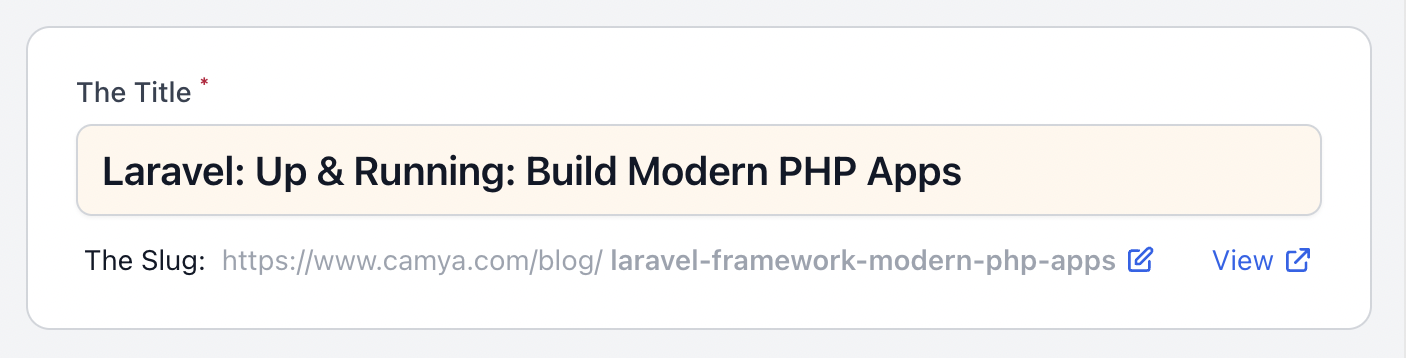 The Title *
Laravel: Up & Running: Build Modern PHP Apps
The Slug: https://www.camya.com/blog/ laravel-framework-modern-php-apps View